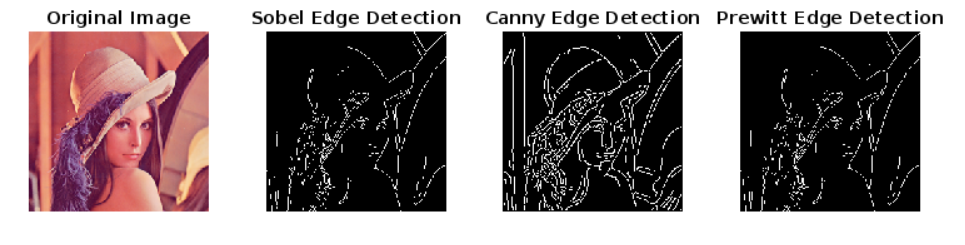 Original Image
Sobel Edge Detection
Canny Edge Detection
Prewitt Edge Detection